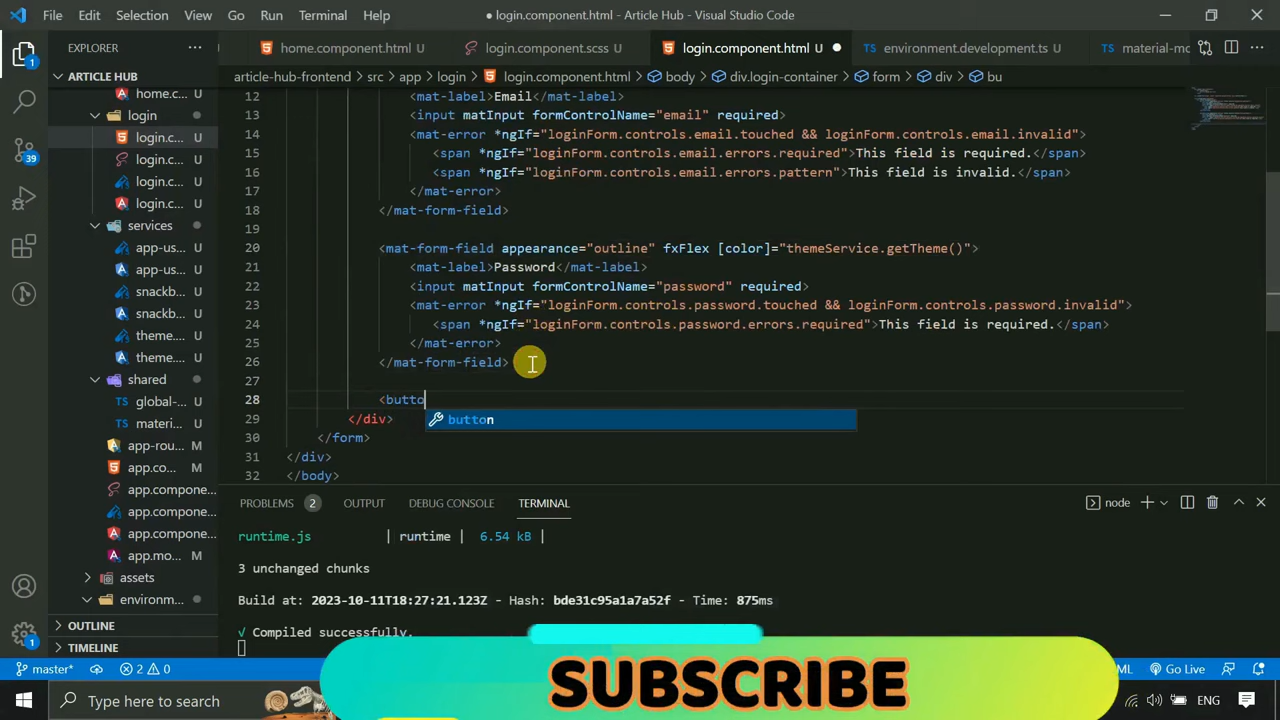 File Edit Selection View Go Run Terminal Help
login.component.html - Article Hub - Visual Studio Code
EXPLORER
home.component.html U
login.component.scss U
login.component.html U
environment.development.ts U
material-mo
ARTICLE HUB
article-hub-frontend > src > app > login > login.component.html > body > div.login-container > form > div > bu
home.c... U
login
login.c... U
login.c... U
login.c... U
login.c... U
services
app-us... U
app-us... U
snackb... U
snackb... U
theme.... U
theme.... U
shared
global-... U
materi... U
app-rou... M
app.co... M
app.compone...
app.compone...
app.compone...
app.mo... M
assets
environm...
OUTLINE
TIMELINE
12 <mat-label>Email</mat-label>
13 <input matInput formControlName="email" required>
14 <mat-error *ngIf="loginForm.controls.email.touched && loginForm.controls.email.invalid">
15 <span *ngIf="loginForm.controls.email.errors.required">This field is required.</span>
16 <span *ngIf="loginForm.controls.email.errors.pattern">This field is invalid.</span>
17 </mat-error>
18 </mat-form-field>
19
20 <mat-form-field appearance="outline" fxFlex [color]="themeService.getTheme()">
21 <mat-label>Password</mat-label>
22 <input matInput formControlName="password" required>
23 <mat-error *ngIf="loginForm.controls.password.touched && loginForm.controls.password.invalid">
24 <span *ngIf="loginForm.controls.password.errors.required">This field is required.</span>
25 </mat-error>
26 </mat-form-field>
27
28 <butto
button
29 </div>
30 </form>
31 </div>
32 </body>
PROBLEMS 2 OUTPUT DEBUG CONSOLE TERMINAL
node
runtime.js | runtime | 6.54 kB |
3 unchanged chunks
Build at: 2023-10-11T18:27:21.123Z - Hash: bde31c95a1a7a52f - Time: 875ms
√ Compiled successfully.
1
39
1
master* 2 0
ML Go Live
SUBSCRIBE
Type here to search
ENG